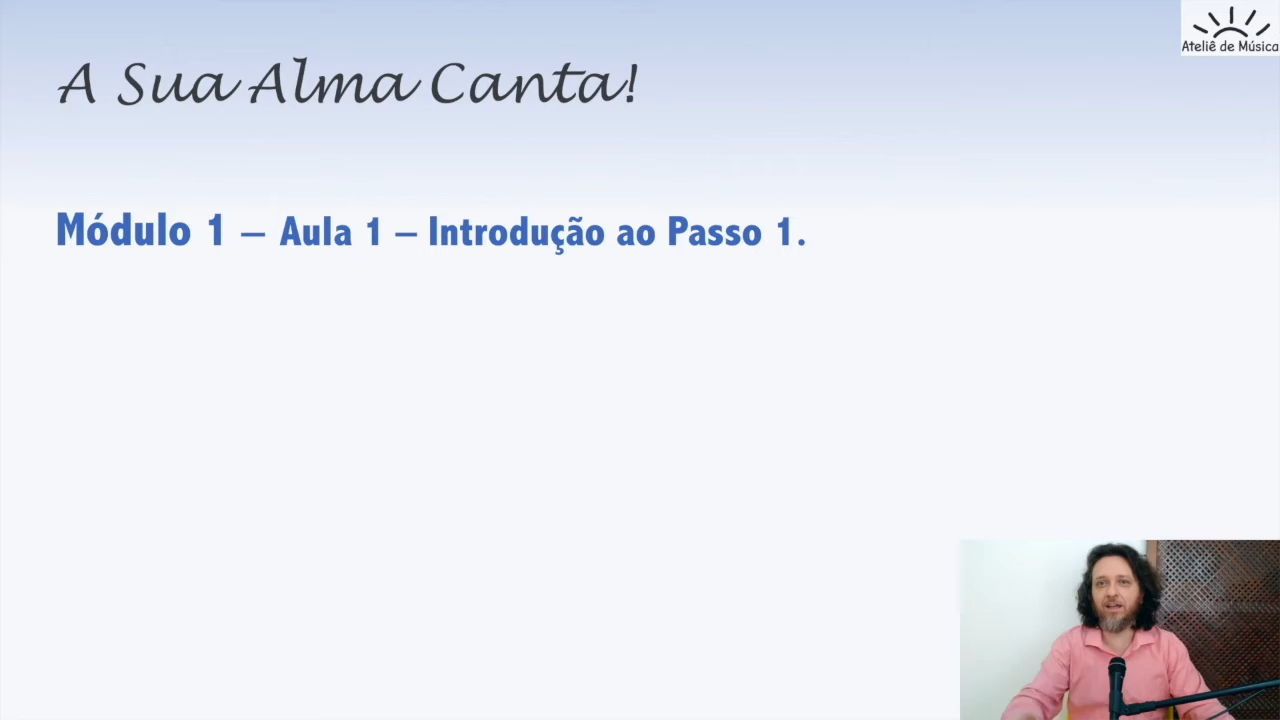 Ateliê de Música
A Sua Alma Canta!
Módulo 1 – Aula 1 – Introdução ao Passo 1.